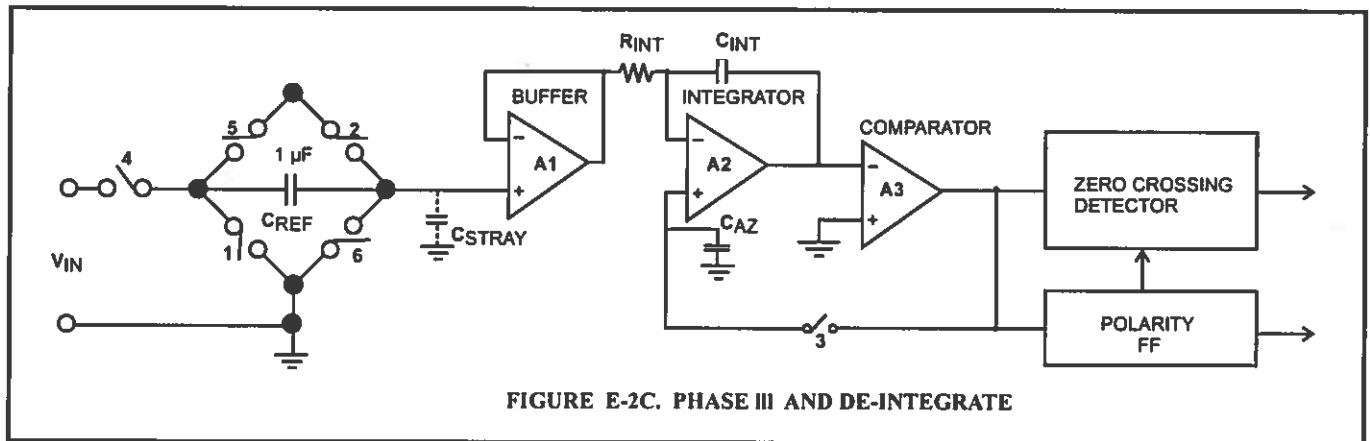 RINT
CINT
BUFFER
INTEGRATOR
COMPARATOR
5
2
4
1 µF
CREF
1
6
VIN
CSTRAY
A1
-
+
A2
-
+
CAZ
A3
-
+
3
ZERO CROSSING
DETECTOR
POLARITY
FF
FIGURE E-2C. PHASE III AND DE-INTEGRATE